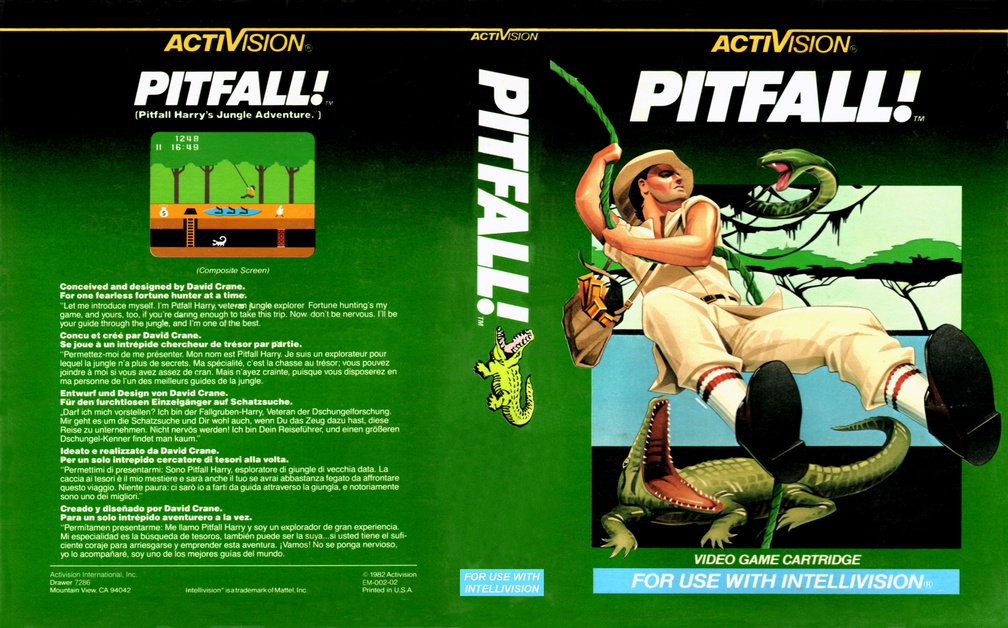 ACTIVISION®
PITFALL!™
(Pitfall Harry's Jungle Adventure.™)
1248
II 16:49
(Composite Screen)
Conceived and designed by David Crane.
For one fearless fortune hunter at a time.
"Let me introduce myself. I'm Pitfall Harry, veteran jungle explorer Fortune hunting's my
game, and yours, too, if you're daring enough to take this trip. Now don't be nervous. I'll be
your guide through the jungle, and I'm one of the best.
Concu et créé par David Crane.
Se joue à un intrépide chercheur de trésor par partie.
"Permettez-moi de me présenter. Mon nom est Pitfall Harry. Je suis un explorateur pour
lequel la jungle n'a plus de secrets. Ma spécialité, c'est la chasse au trésor; vous pouvez
joindre à moi si vous avez assez de cran. Mais n'ayez crainte, puisque vous disposerez en
ma personne de l'un des meilleurs guides de la jungle.
Entwurf und Design von David Crane.
Für den furchtlosen Einzelgänger auf Schatzsuche.
„Darf ich mich vorstellen? Ich bin der Fallgruben-Harry, Veteran der Dschungelforschung.
Mir geht es um die Schatzsuche und Dir wohl auch, wenn Du das Zeug dazu hast, diese
Reise zu unternehmen. Nicht nervös werden! Ich bin Dein Reiseführer, und einen größeren
Dschungel-Kenner findet man kaum."
Ideato e realizzato da David Crane.
Per un solo intrepido cercatore di tesori alla volta.
"Permettimi di presentarmi: Sono Pitfall Harry, esploratore di giungle di vecchia data. La
caccia ai tesori è il mio mestiere e sarà anche il tuo se avrai abbastanza fegato da affrontare
questo viaggio. Niente paura: ci sarò io a farti da guida attraverso la giungla, e notoriamente
sono uno dei migliori."
Creado y diseñado por David Crane.
Para un solo intrépido aventurero a la vez.
"Permítanme presentarme: Me llamo Pitfall Harry y soy un explorador de gran experiencia.
Mi especialidad es la búsqueda de tesoros, también puede ser la suya...si usted tiene el sufi-
ciente coraje para arriesgarse y emprender esta aventura. ¡Vamos! No se ponga nervioso,
yo lo acompañaré, soy uno de los mejores guías del mundo.
Activision International, Inc.
Drawer 7286
Mountain View, CA 94042
Intellivision® is a trademark of Mattel, Inc.
© 1982 Activision
EM-002-02
Printed in U.S.A.
ACTIVISION
PITFALL!™
FOR USE WITH
INTELLIVISION
ACTIVISION®
PITFALL!™
VIDEO GAME CARTRIDGE
FOR USE WITH INTELLIVISION®